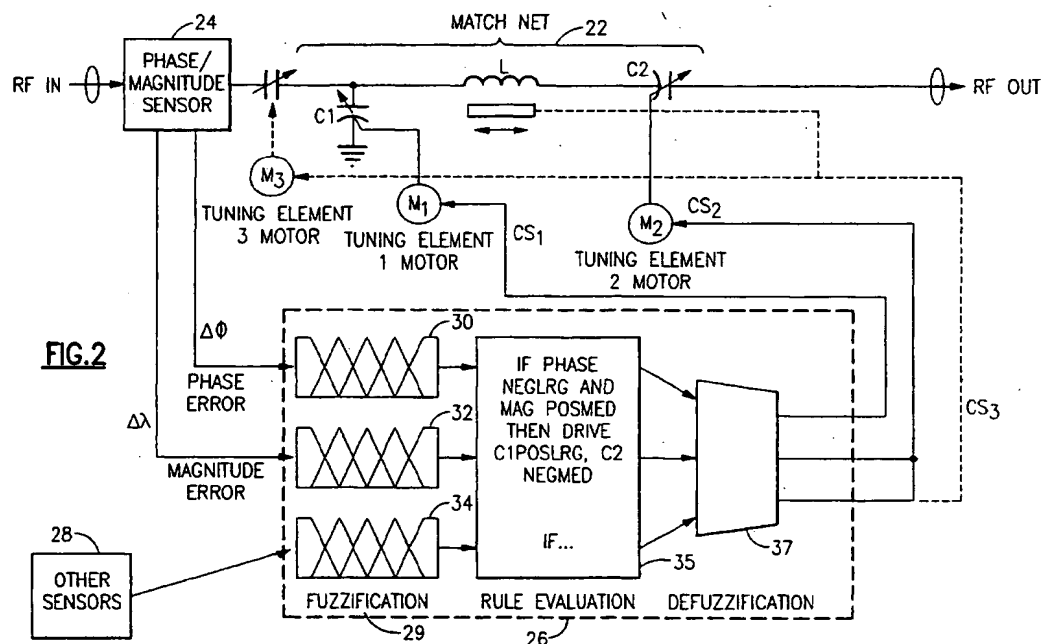 24
MATCH NET
22
PHASE/
MAGNITUDE
SENSOR
RF IN
L
C2
RF OUT
C1
M3
TUNING ELEMENT
3 MOTOR
M1
TUNING ELEMENT
1 MOTOR
CS1
M2
CS2
TUNING ELEMENT
2 MOTOR
FIG.2
ΔΦ
PHASE
ERROR
Δλ
MAGNITUDE
ERROR
30
32
34
IF PHASE
NEGLRG AND
MAG POSMED
THEN DRIVE
C1POSLRG, C2
NEGMED
IF...
35
37
CS3
28
OTHER
SENSORS
FUZZIFICATION
RULE EVALUATION
DEFUZZIFICATION
29
26